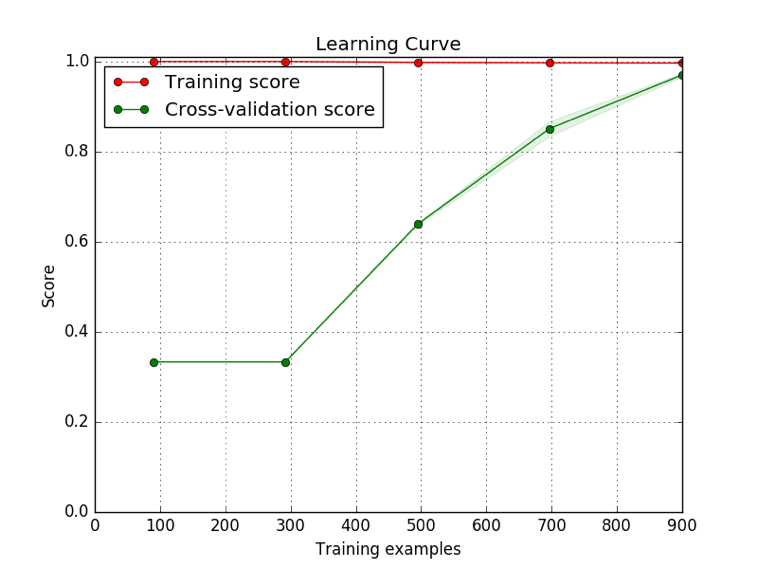 Learning Curve
1.0
Training score
Cross-validation score
0.8
0.6
0.4
0.2
0.0
Score
0 100 200 300 400 500 600 700 800 900
Training examples